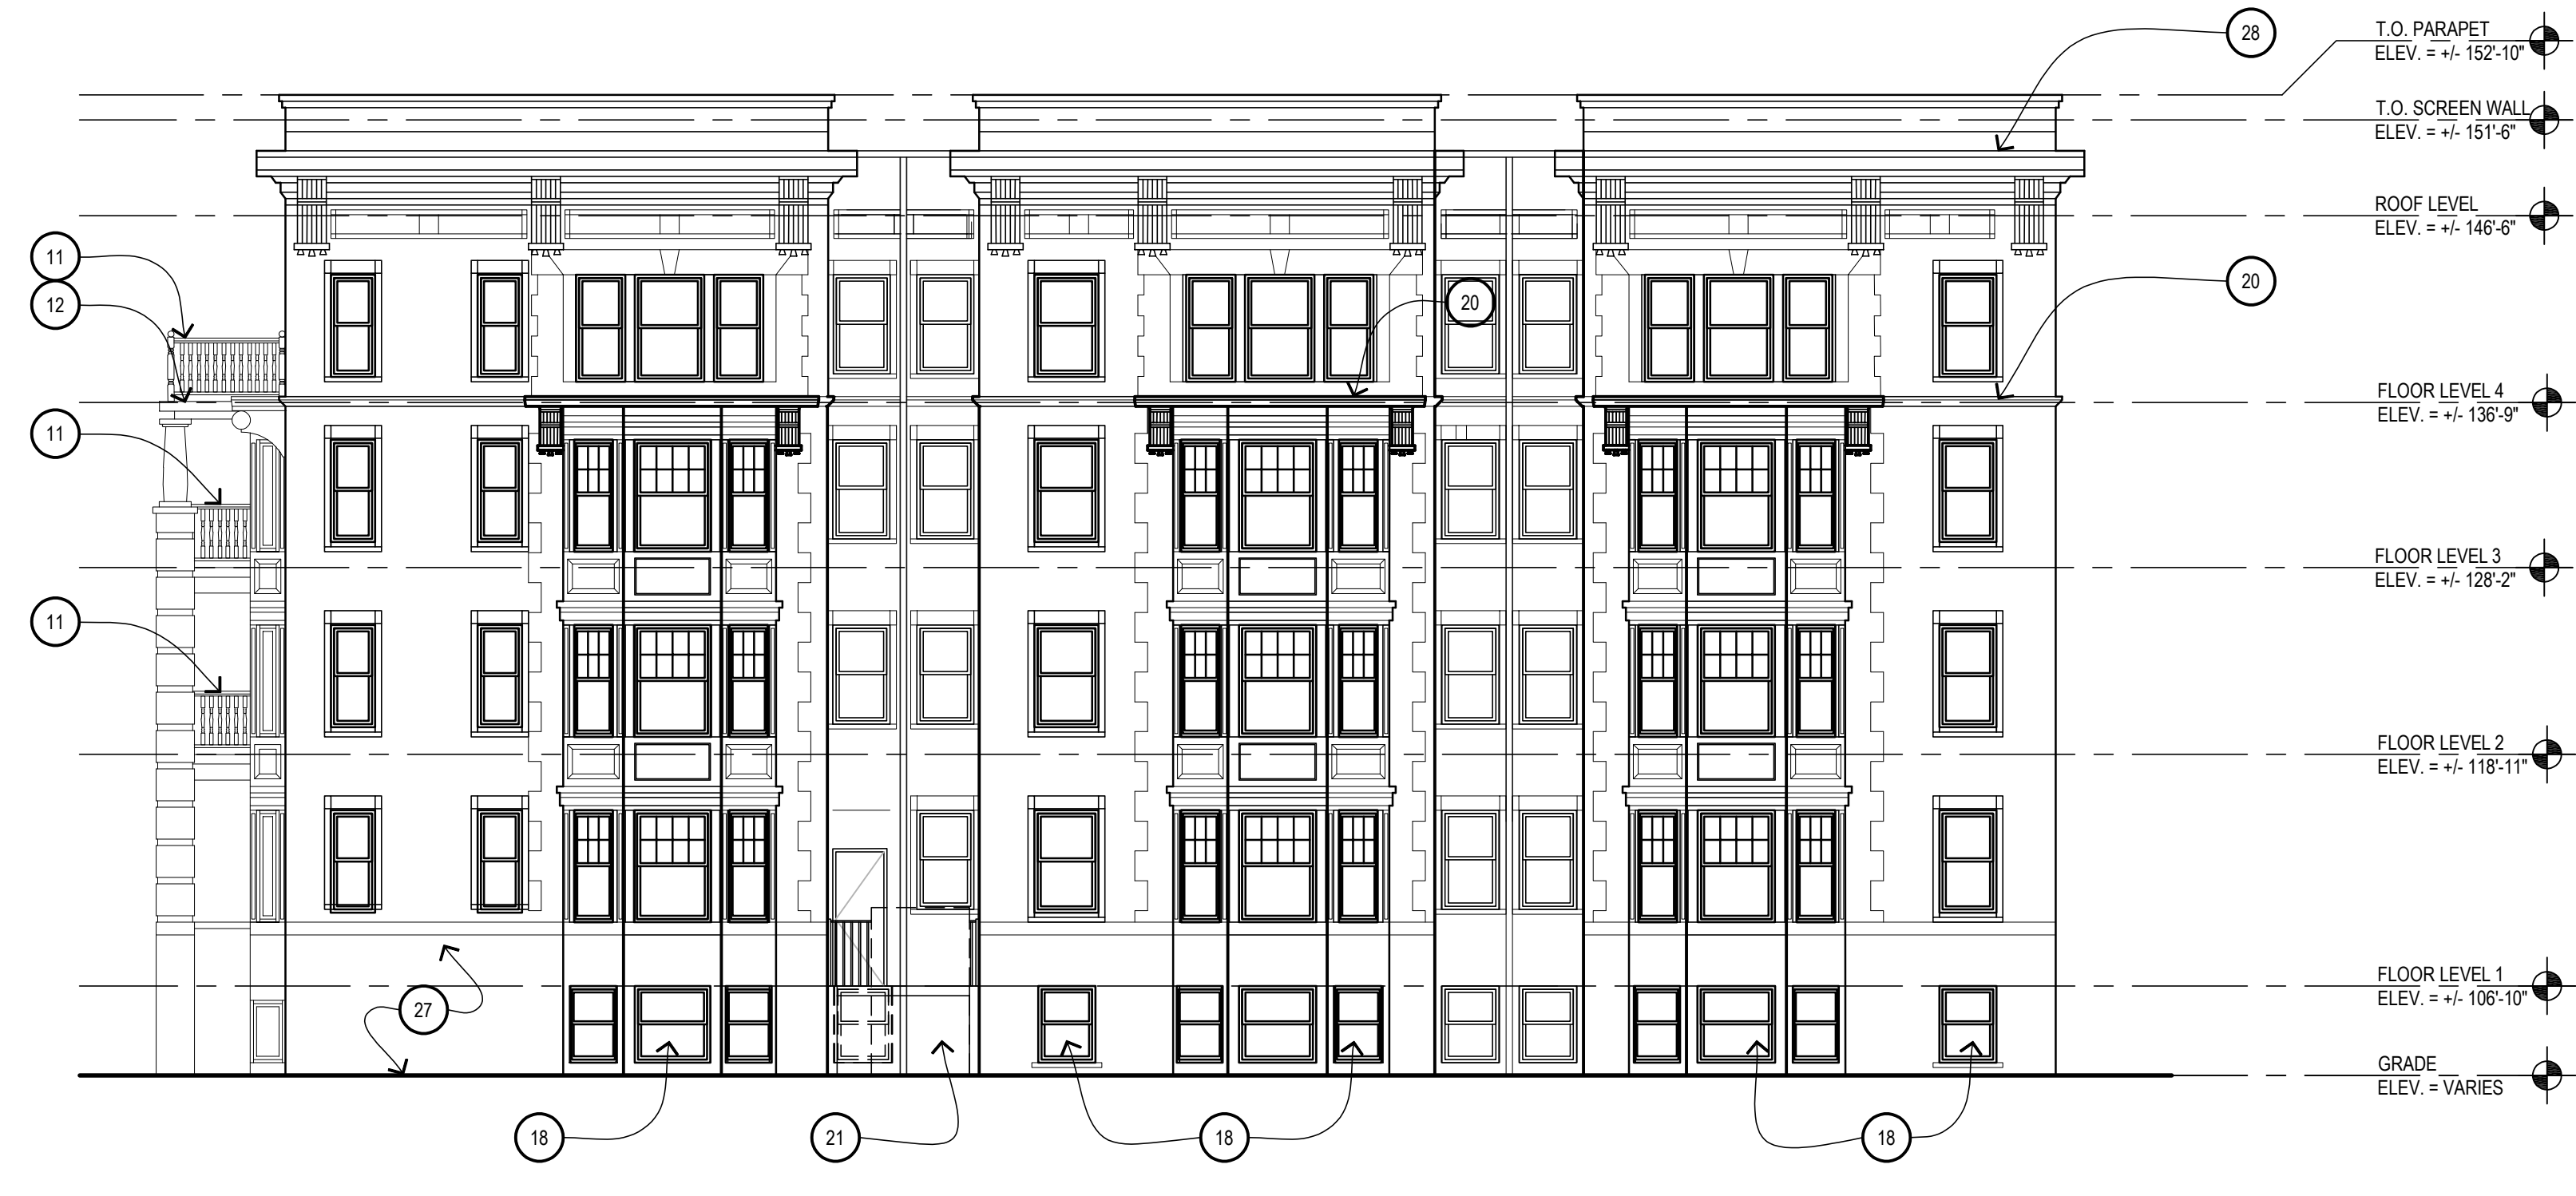 28
T.O. PARAPET
ELEV. = +/- 152'-10"
T.O. SCREEN WALL
ELEV. = +/- 151'-6"
ROOF LEVEL
ELEV. = +/- 146'-6"
11
12
20
20
FLOOR LEVEL 4
ELEV. = +/- 136'-9"
11
FLOOR LEVEL 3
ELEV. = +/- 128'-2"
11
FLOOR LEVEL 2
ELEV. = +/- 118'-11"
27
FLOOR LEVEL 1
ELEV. = +/- 106'-10"
GRADE
ELEV. = VARIES
18
21
18
18